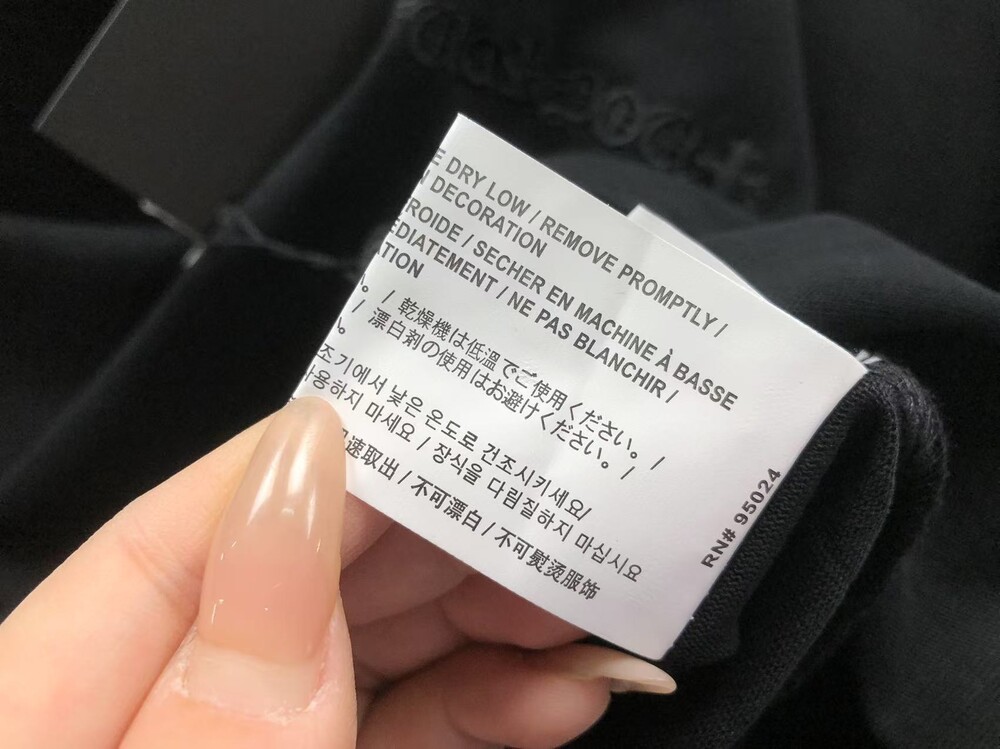 DRY LOW / REMOVE PROMPTLY /
DECORATION
ROIDE / SECHER EN MACHINE À BASSE
ÉDIATEMENT / NE PAS BLANCHIR /
ATION
。 / 乾燥機は低温でご使用ください。 /
。 / 漂白剤の使用はお避けください。 /
조기에서 낮은 온도로 건조시키세요/
사용하지 마세요 / 장식을 다림질하지 마십시요
迅速取出 / 不可漂白 / 不可熨烫服饰
RN# 95024